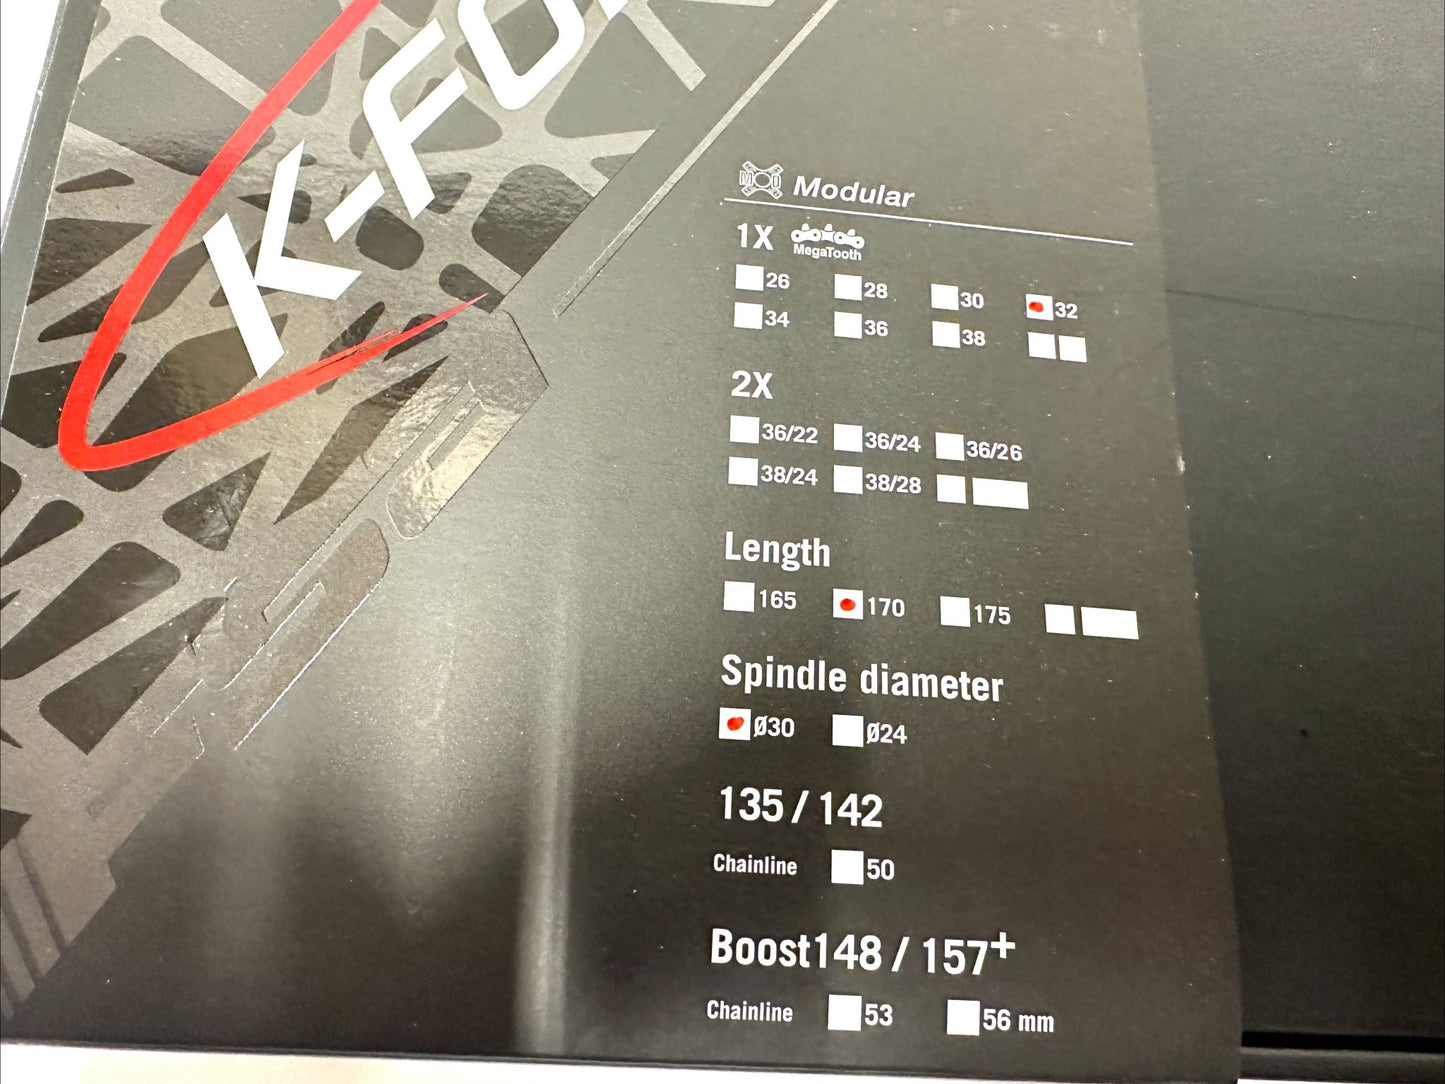 K-FO
MOD Modular
1X MegaTooth
26 28 30 32
34 36 38
2X
36/22 36/24 36/26
38/24 38/28
Length
165 170 175
Spindle diameter
Ø30 Ø24
135 / 142
Chainline 50
Boost148 / 157+
Chainline 53 56 mm